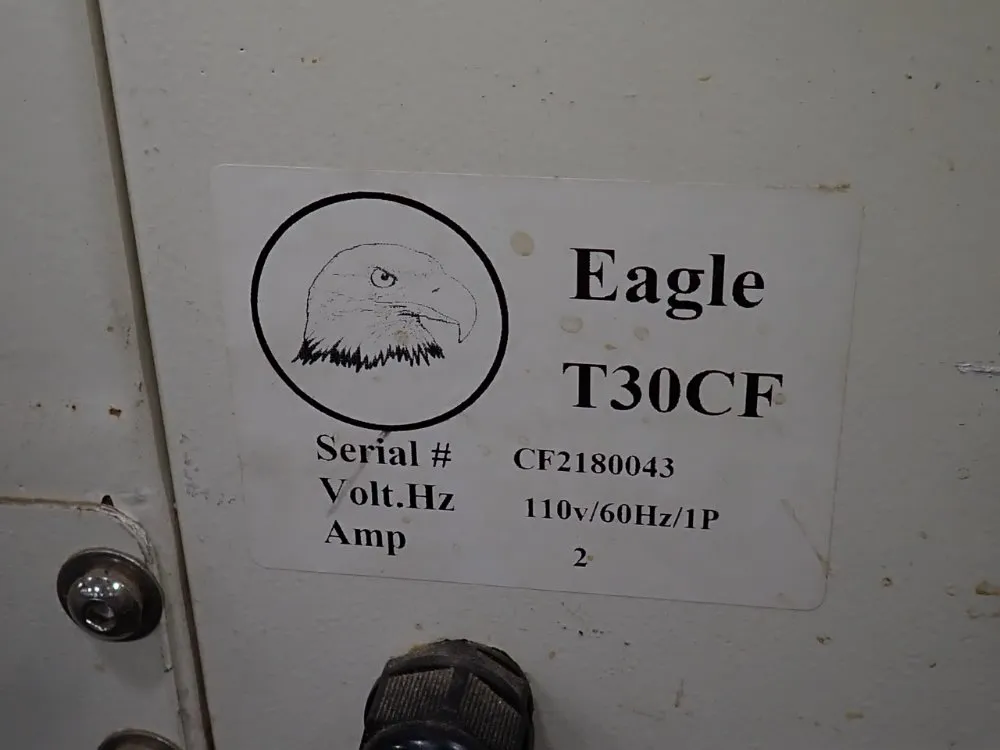 Eagle
T30CF
Serial # CF2180043
Volt.Hz 110v/60Hz/1P
Amp 2